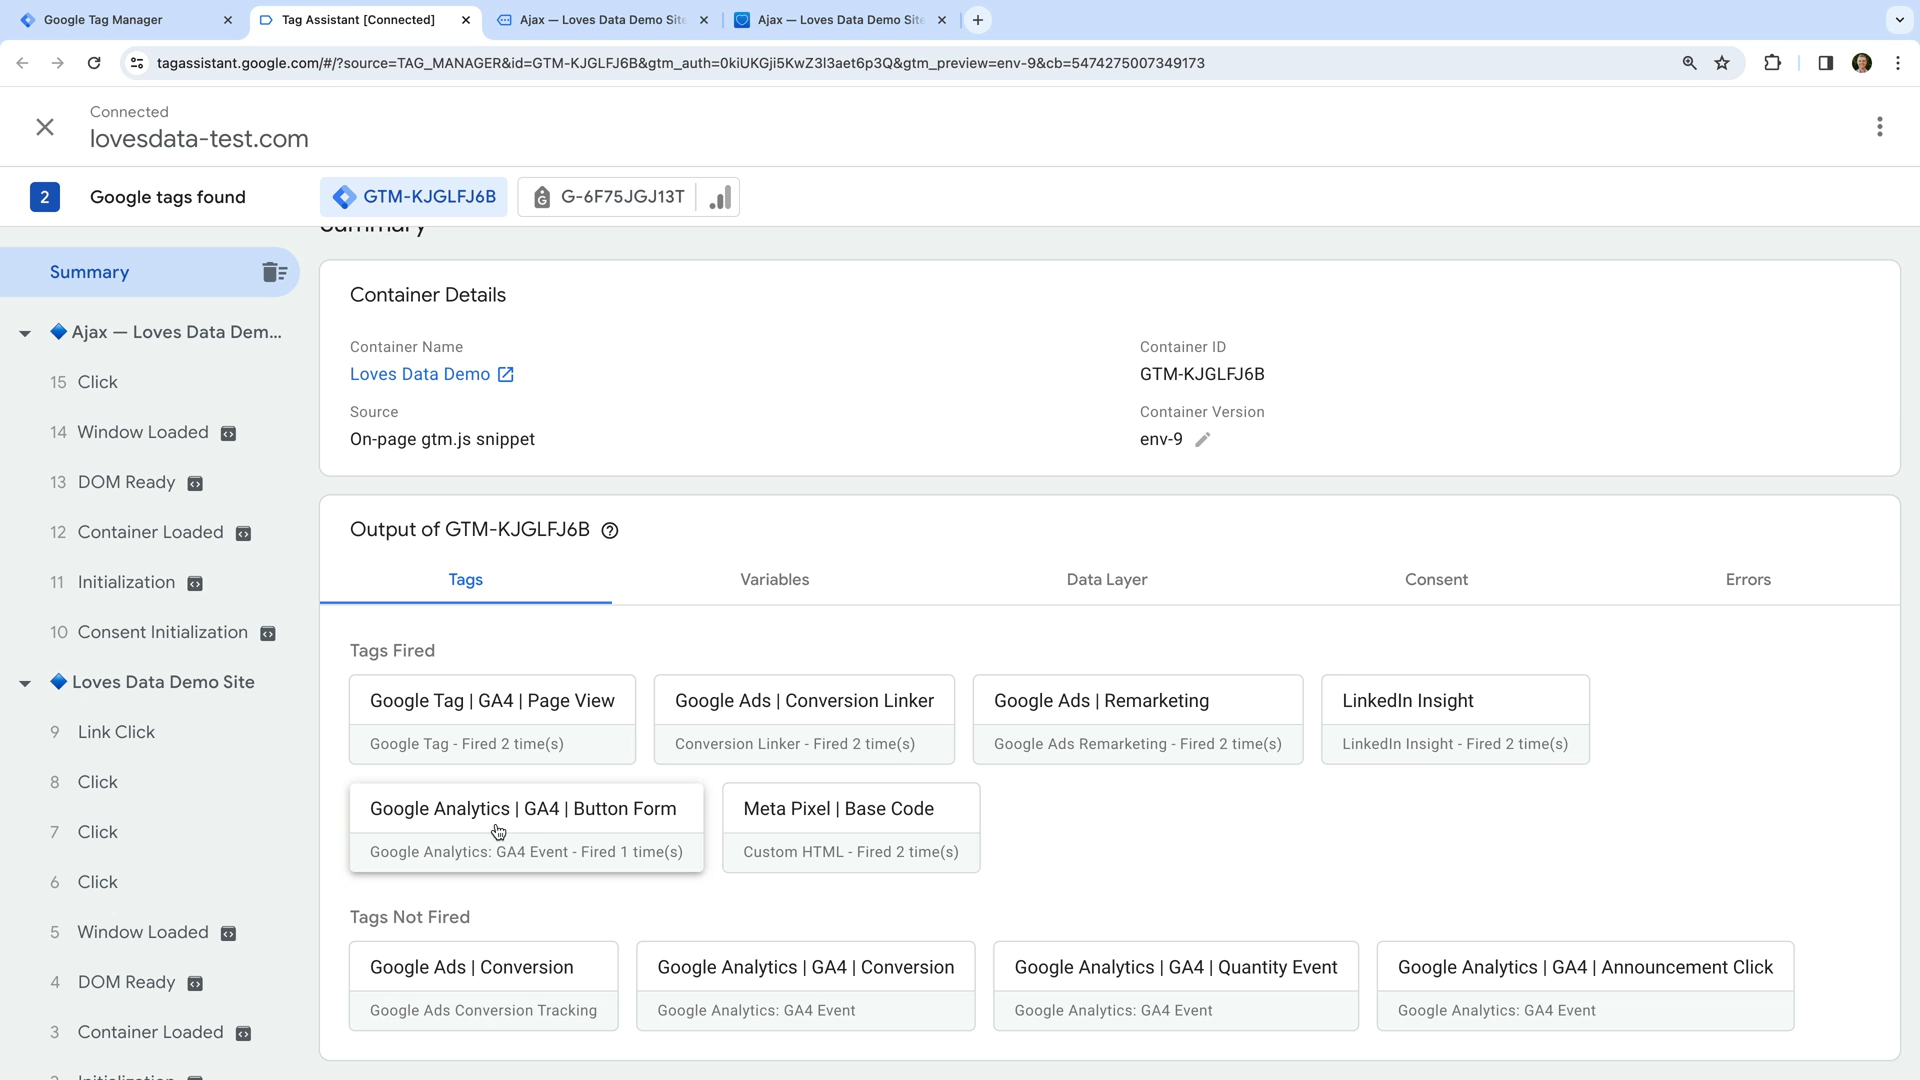 Google Tag Manager
Tag Assistant [Connected]
Ajax — Loves Data Demo Site
Ajax — Loves Data Demo Site
tagassistant.google.com/#/?source=TAG_MANAGER&id=GTM-KJGLFJ6B&gtm_auth=0kiUKGji5KwZ3l3aet6p3Q&gtm_preview=env-9&cb=5474275007349173
Connected
lovesdata-test.com
2 Google tags found
GTM-KJGLFJ6B
G-6F75JGJ13T
Summary
Summary
Ajax — Loves Data Dem...
15 Click
14 Window Loaded
13 DOM Ready
12 Container Loaded
11 Initialization
10 Consent Initialization
Loves Data Demo Site
9 Link Click
8 Click
7 Click
6 Click
5 Window Loaded
4 DOM Ready
3 Container Loaded
2 Initialization
Container Details
Container Name
Loves Data Demo
Container ID
GTM-KJGLFJ6B
Source
On-page gtm.js snippet
Container Version
env-9
Output of GTM-KJGLFJ6B
Tags
Variables
Data Layer
Consent
Errors
Tags Fired
Google Tag | GA4 | Page View
Google Tag - Fired 2 time(s)
Google Ads | Conversion Linker
Conversion Linker - Fired 2 time(s)
Google Ads | Remarketing
Google Ads Remarketing - Fired 2 time(s)
LinkedIn Insight
LinkedIn Insight - Fired 2 time(s)
Google Analytics | GA4 | Button Form
Google Analytics: GA4 Event - Fired 1 time(s)
Meta Pixel | Base Code
Custom HTML - Fired 2 time(s)
Tags Not Fired
Google Ads | Conversion
Google Ads Conversion Tracking
Google Analytics | GA4 | Conversion
Google Analytics: GA4 Event
Google Analytics | GA4 | Quantity Event
Google Analytics: GA4 Event
Google Analytics | GA4 | Announcement Click
Google Analytics: GA4 Event